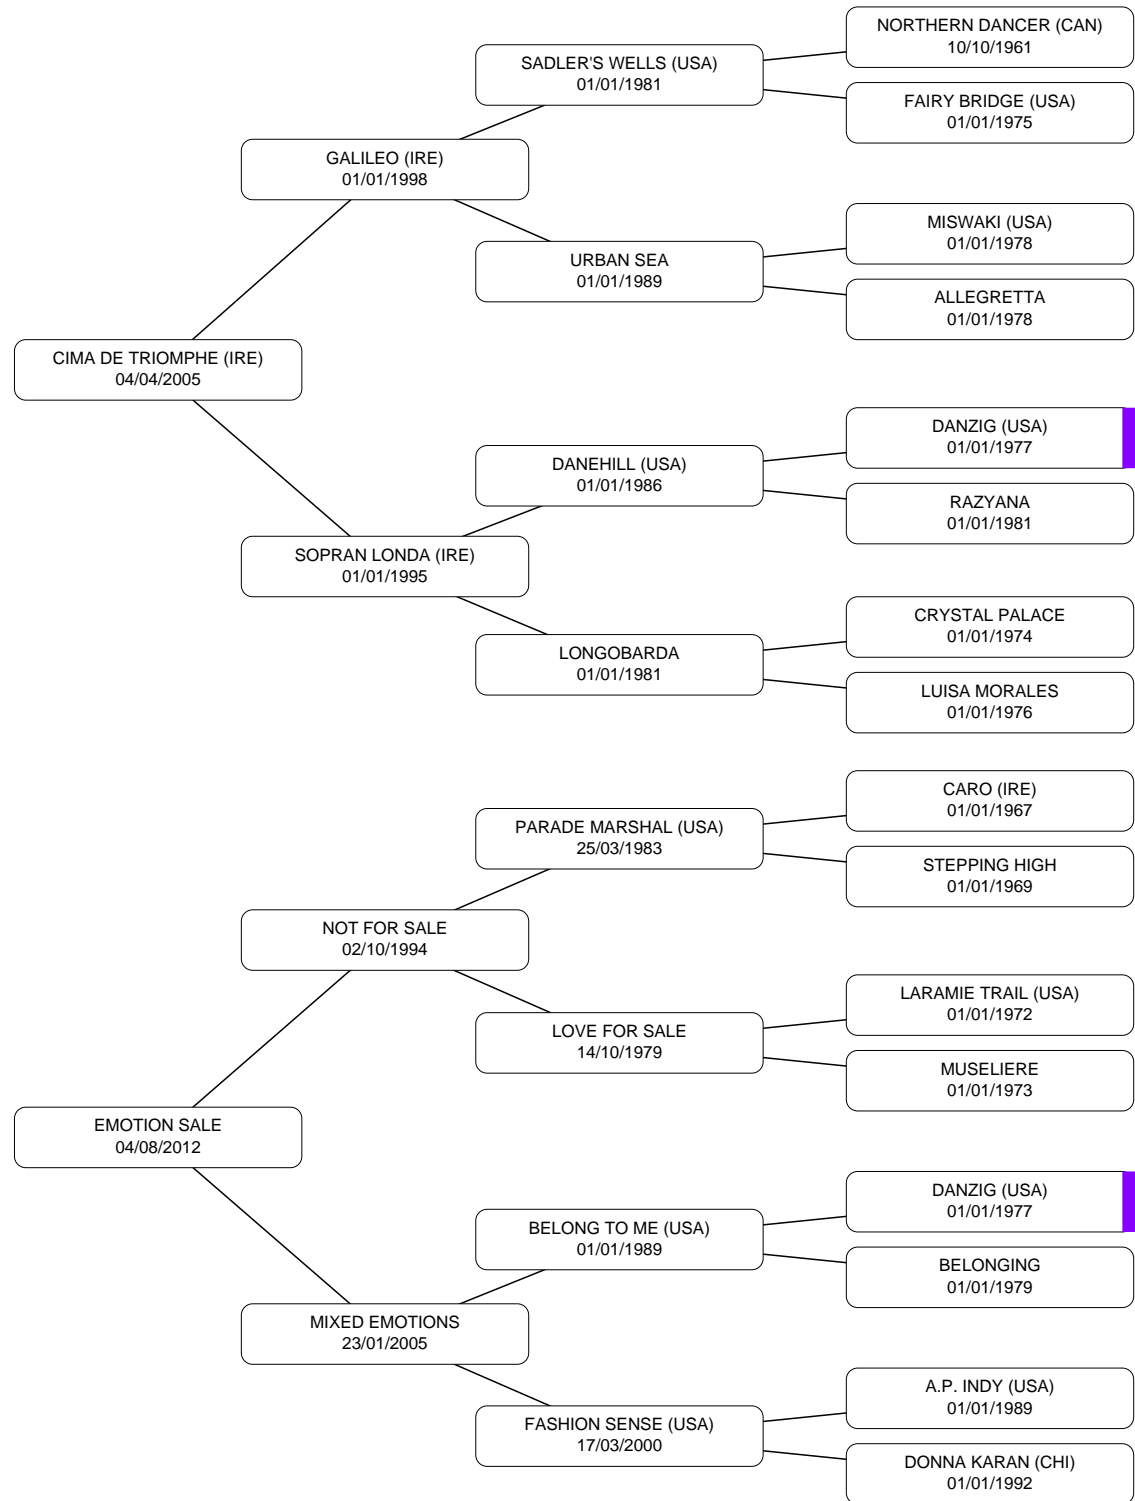 NORTHERN DANCER (CAN)
10/10/1961
SADLER'S WELLS (USA)
01/01/1981
FAIRY BRIDGE (USA)
01/01/1975
GALILEO (IRE)
01/01/1998
MISWAKI (USA)
01/01/1978
URBAN SEA
01/01/1989
ALLEGRETTA
01/01/1978
CIMA DE TRIOMPHE (IRE)
04/04/2005
DANZIG (USA)
01/01/1977
DANEHILL (USA)
01/01/1986
RAZYANA
01/01/1981
SOPRAN LONDA (IRE)
01/01/1995
CRYSTAL PALACE
01/01/1974
LONGOBARDA
01/01/1981
LUISA MORALES
01/01/1976
CARO (IRE)
01/01/1967
PARADE MARSHAL (USA)
25/03/1983
STEPPING HIGH
01/01/1969
NOT FOR SALE
02/10/1994
LARAMIE TRAIL (USA)
01/01/1972
LOVE FOR SALE
14/10/1979
MUSELIERE
01/01/1973
EMOTION SALE
04/08/2012
DANZIG (USA)
01/01/1977
BELONG TO ME (USA)
01/01/1989
BELONGING
01/01/1979
MIXED EMOTIONS
23/01/2005
A.P. INDY (USA)
01/01/1989
FASHION SENSE (USA)
17/03/2000
DONNA KARAN (CHI)
01/01/1992